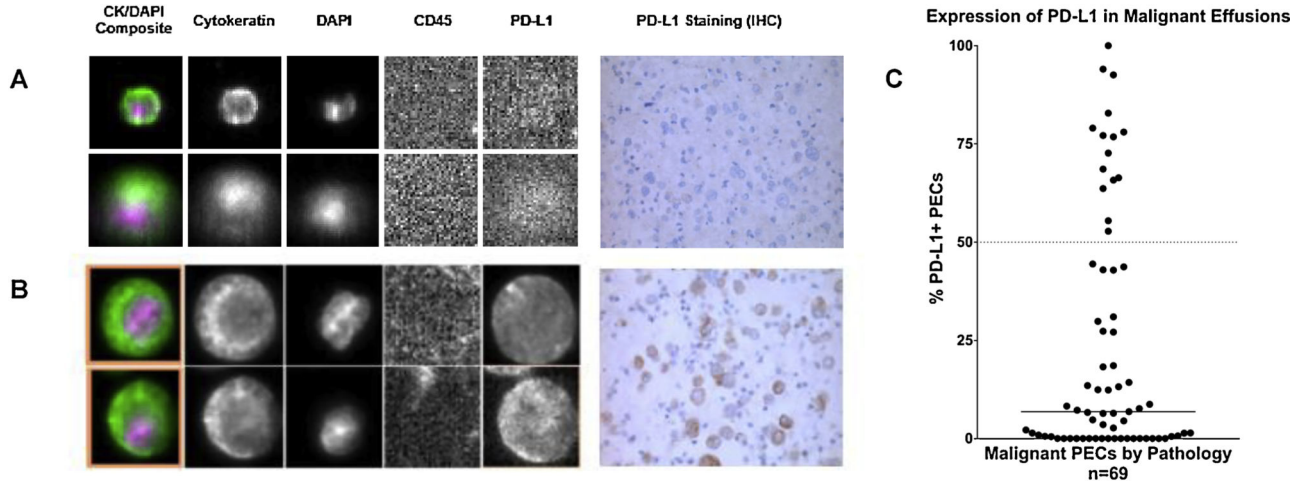 CK/DAPI
Composite
Cytokeratin
DAPI
CD45
PD-L1
PD-L1 Staining (IHC)
A
B
C
Expression of PD-L1 in Malignant Effusions
% PD-L1+ PECs
100
75
50
25
0
Malignant PECs by Pathology
n=69